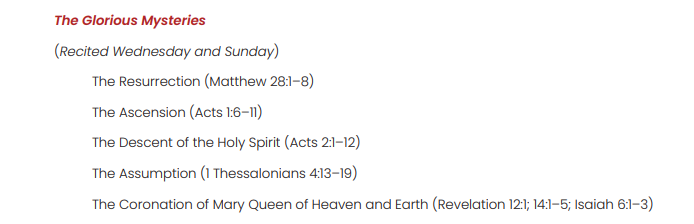 The Glorious Mysteries
(Recited Wednesday and Sunday)
The Resurrection (Matthew 28:1–8)
The Ascension (Acts 1:6–11)
The Descent of the Holy Spirit (Acts 2:1–12)
The Assumption (1 Thessalonians 4:13–19)
The Coronation of Mary Queen of Heaven and Earth (Revelation 12:1; 14:1–5; Isaiah 6:1–3)